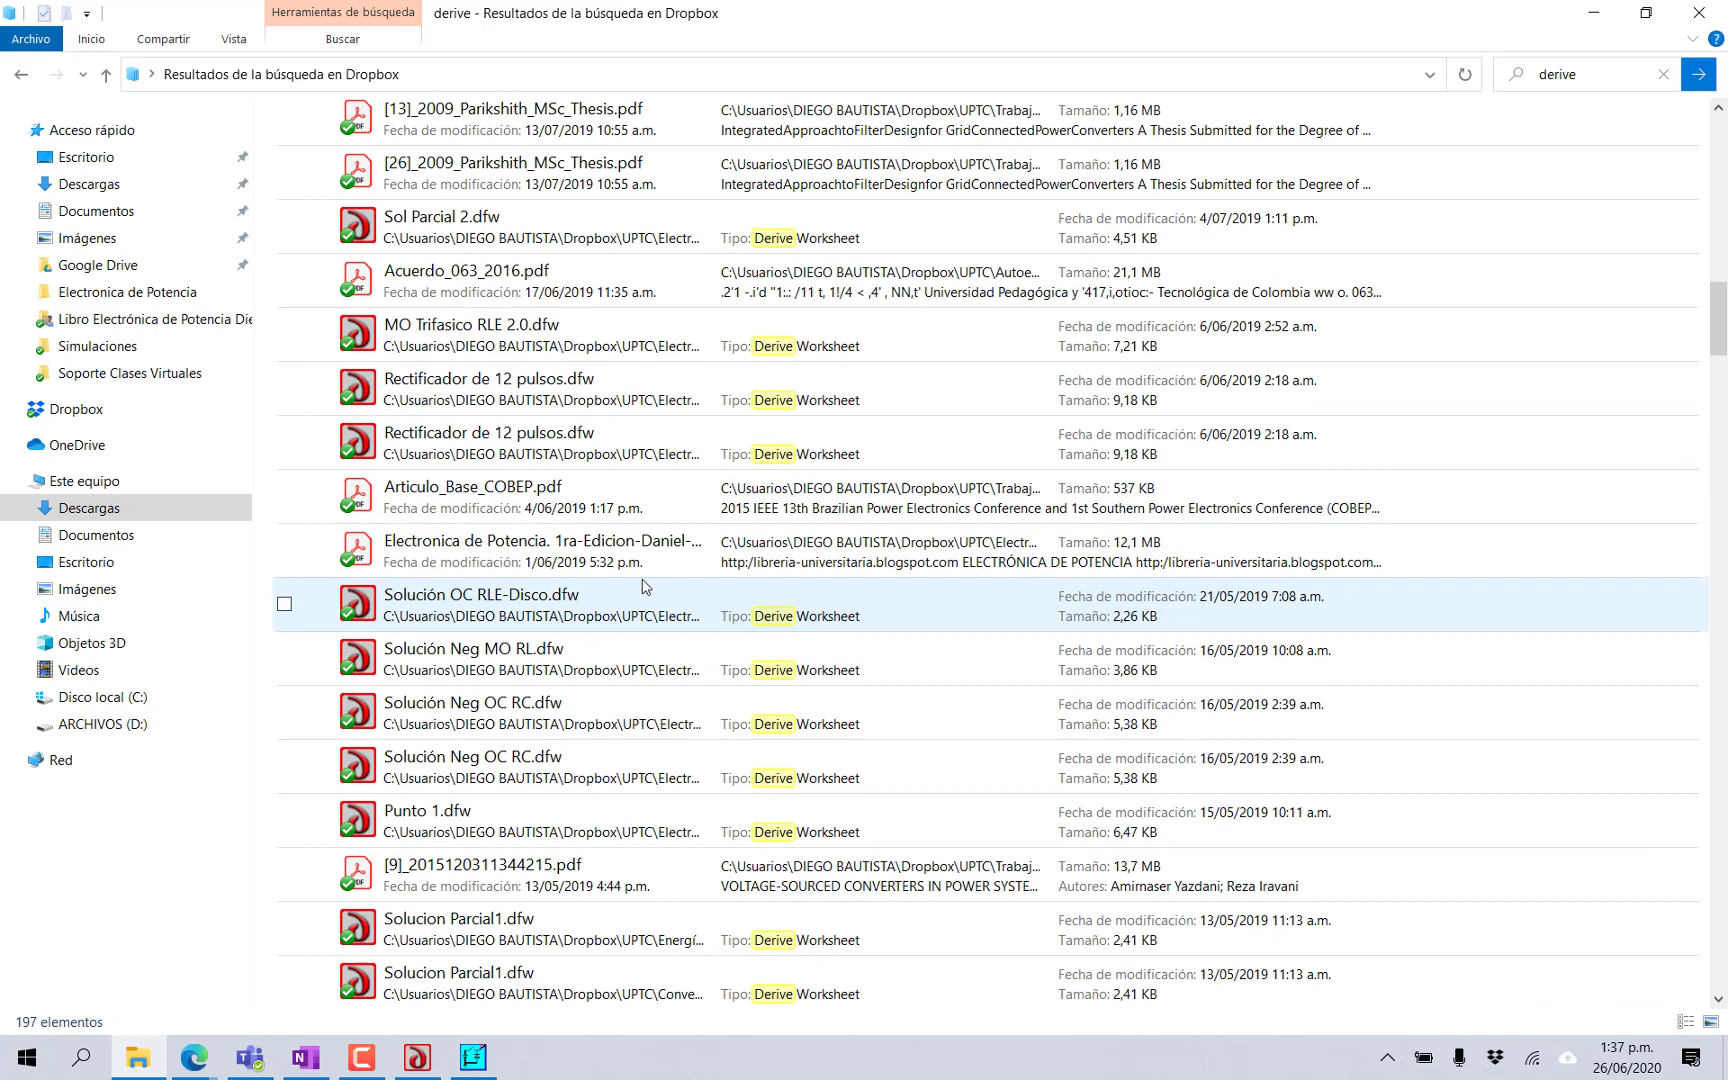 Herramientas de búsqueda
derive - Resultados de la búsqueda en Dropbox
Archivo
Inicio
Compartir
Vista
Buscar
Resultados de la búsqueda en Dropbox
derive
Acceso rápido
Escritorio
Descargas
Documentos
Imágenes
Google Drive
Electronica de Potencia
Libro Electrónica de Potencia Die
Simulaciones
Soporte Clases Virtuales
Dropbox
OneDrive
Este equipo
Descargas
Documentos
Escritorio
Imágenes
Música
Objetos 3D
Videos
Disco local (C:)
ARCHIVOS (D:)
Red
[13]_2009_Parikshith_MSc_Thesis.pdf C:\Usuarios\DIEGO BAUTISTA\Dropbox\UPTC\Trabaj... Tamaño: 1,16 MB
Fecha de modificación: 13/07/2019 10:55 a.m. IntegratedApproachtoFilterDesignfor GridConnectedPowerConverters A Thesis Submitted for the Degree of ...
[26]_2009_Parikshith_MSc_Thesis.pdf C:\Usuarios\DIEGO BAUTISTA\Dropbox\UPTC\Trabaj... Tamaño: 1,16 MB
Fecha de modificación: 13/07/2019 10:55 a.m. IntegratedApproachtoFilterDesignfor GridConnectedPowerConverters A Thesis Submitted for the Degree of ...
Sol Parcial 2.dfw Fecha de modificación: 4/07/2019 1:11 p.m.
C:\Usuarios\DIEGO BAUTISTA\Dropbox\UPTC\Electr... Tipo: Derive Worksheet Tamaño: 4,51 KB
Acuerdo_063_2016.pdf C:\Usuarios\DIEGO BAUTISTA\Dropbox\UPTC\Autoe... Tamaño: 21,1 MB
Fecha de modificación: 17/06/2019 11:35 a.m. .2'1 -.i'd "1:.: /11 t, 1!/4 < ,4' , NN,t' Universidad Pedagógica y '417,i,otioc:- Tecnológica de Colombia ww o. 063...
MO Trifasico RLE 2.0.dfw Fecha de modificación: 6/06/2019 2:52 a.m.
C:\Usuarios\DIEGO BAUTISTA\Dropbox\UPTC\Electr... Tipo: Derive Worksheet Tamaño: 7,21 KB
Rectificador de 12 pulsos.dfw Fecha de modificación: 6/06/2019 2:18 a.m.
C:\Usuarios\DIEGO BAUTISTA\Dropbox\UPTC\Electr... Tipo: Derive Worksheet Tamaño: 9,18 KB
Rectificador de 12 pulsos.dfw Fecha de modificación: 6/06/2019 2:18 a.m.
C:\Usuarios\DIEGO BAUTISTA\Dropbox\UPTC\Electr... Tipo: Derive Worksheet Tamaño: 9,18 KB
Articulo_Base_COBEP.pdf C:\Usuarios\DIEGO BAUTISTA\Dropbox\UPTC\Trabaj... Tamaño: 537 KB
Fecha de modificación: 4/06/2019 1:17 p.m. 2015 IEEE 13th Brazilian Power Electronics Conference and 1st Southern Power Electronics Conference (COBEP...
Electronica de Potencia. 1ra-Edicion-Daniel-... C:\Usuarios\DIEGO BAUTISTA\Dropbox\UPTC\Electr... Tamaño: 12,1 MB
Fecha de modificación: 1/06/2019 5:32 p.m. http:/libreria-universitaria.blogspot.com ELECTRÓNICA DE POTENCIA http:/libreria-universitaria.blogspot.com...
Solución OC RLE-Disco.dfw Fecha de modificación: 21/05/2019 7:08 a.m.
C:\Usuarios\DIEGO BAUTISTA\Dropbox\UPTC\Electr... Tipo: Derive Worksheet Tamaño: 2,26 KB
Solución Neg MO RL.dfw Fecha de modificación: 16/05/2019 10:08 a.m.
C:\Usuarios\DIEGO BAUTISTA\Dropbox\UPTC\Electr... Tipo: Derive Worksheet Tamaño: 3,86 KB
Solución Neg OC RC.dfw Fecha de modificación: 16/05/2019 2:39 a.m.
C:\Usuarios\DIEGO BAUTISTA\Dropbox\UPTC\Electr... Tipo: Derive Worksheet Tamaño: 5,38 KB
Solución Neg OC RC.dfw Fecha de modificación: 16/05/2019 2:39 a.m.
C:\Usuarios\DIEGO BAUTISTA\Dropbox\UPTC\Electr... Tipo: Derive Worksheet Tamaño: 5,38 KB
Punto 1.dfw Fecha de modificación: 15/05/2019 10:11 a.m.
C:\Usuarios\DIEGO BAUTISTA\Dropbox\UPTC\Electr... Tipo: Derive Worksheet Tamaño: 6,47 KB
[9]_2015120311344215.pdf C:\Usuarios\DIEGO BAUTISTA\Dropbox\UPTC\Trabaj... Tamaño: 13,7 MB
Fecha de modificación: 13/05/2019 4:44 p.m. VOLTAGE-SOURCED CONVERTERS IN POWER SYSTE... Autores: Amirnaser Yazdani; Reza Iravani
Solucion Parcial1.dfw Fecha de modificación: 13/05/2019 11:13 a.m.
C:\Usuarios\DIEGO BAUTISTA\Dropbox\UPTC\Energí... Tipo: Derive Worksheet Tamaño: 2,41 KB
Solucion Parcial1.dfw Fecha de modificación: 13/05/2019 11:13 a.m.
C:\Usuarios\DIEGO BAUTISTA\Dropbox\UPTC\Conve... Tipo: Derive Worksheet Tamaño: 2,41 KB
197 elementos
1:37 p.m.
26/06/2020